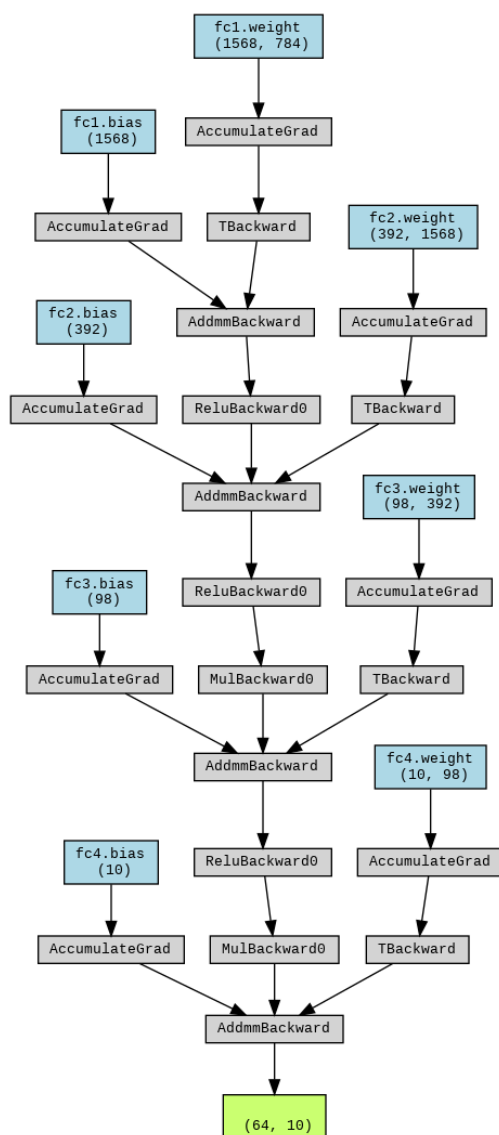 fc1.weight
(1568, 784)
fc1.bias
(1568)
AccumulateGrad
AccumulateGrad
TBackward
fc2.weight
(392, 1568)
fc2.bias
(392)
AddmmBackward
AccumulateGrad
AccumulateGrad
ReluBackward0
TBackward
AddmmBackward
fc3.weight
(98, 392)
fc3.bias
(98)
ReluBackward0
AccumulateGrad
AccumulateGrad
MulBackward0
TBackward
AddmmBackward
fc4.weight
(10, 98)
fc4.bias
(10)
ReluBackward0
AccumulateGrad
AccumulateGrad
MulBackward0
TBackward
AddmmBackward
(64, 10)